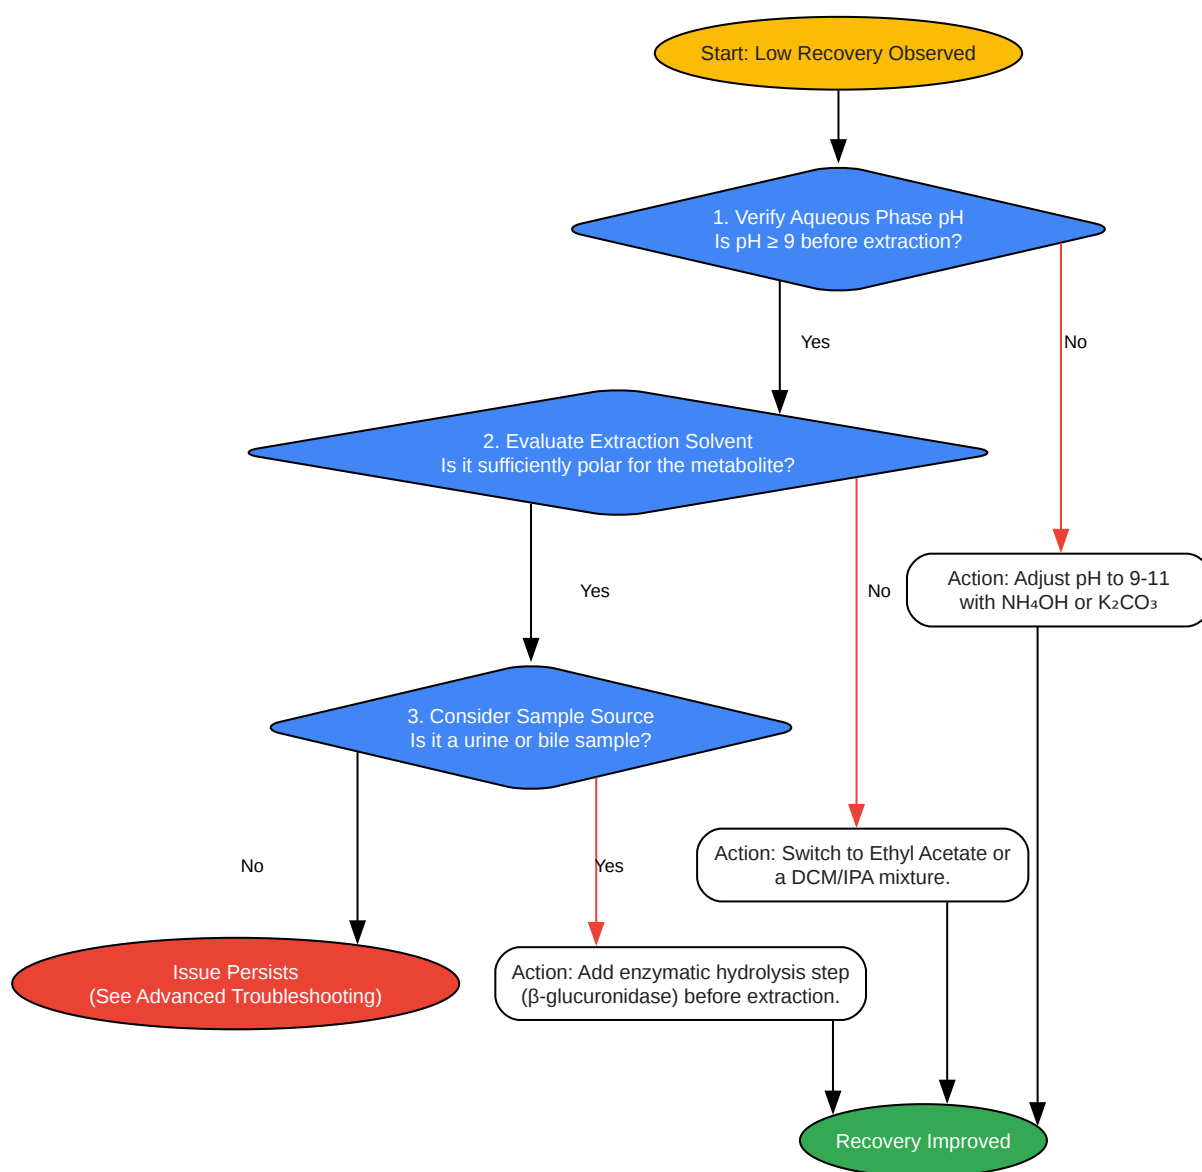 Start: Low Recovery Observed
1. Verify Aqueous Phase pH
Is pH ≥ 9 before extraction?
Yes
No
2. Evaluate Extraction Solvent
Is it sufficiently polar for the metabolite?
Yes
No
Action: Adjust pH to 9-11
with NH₄OH or K₂CO₃
3. Consider Sample Source
Is it a urine or bile sample?
No
Yes
Action: Switch to Ethyl Acetate or
a DCM/IPA mixture.
Issue Persists
(See Advanced Troubleshooting)
Action: Add enzymatic hydrolysis step
(β-glucuronidase) before extraction.
Recovery Improved